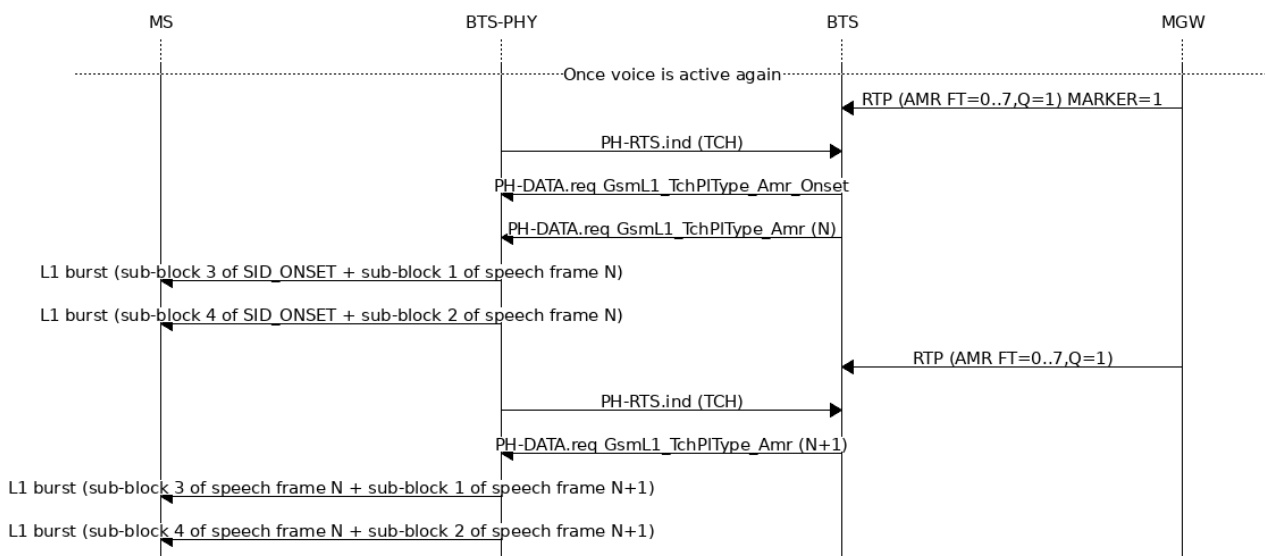 MS BTS-PHY BTS MGW
Once voice is active again
RTP (AMR FT=0..7,Q=1) MARKER=1
PH-RTS.ind (TCH)
PH-DATA.req GsmL1_TchPlType_Amr_Onset
PH-DATA.req GsmL1_TchPlType_Amr (N)
L1 burst (sub-block 3 of SID_ONSET + sub-block 1 of speech frame N)
L1 burst (sub-block 4 of SID_ONSET + sub-block 2 of speech frame N)
RTP (AMR FT=0..7,Q=1)
PH-RTS.ind (TCH)
PH-DATA.req GsmL1_TchPlType_Amr (N+1)
L1 burst (sub-block 3 of speech frame N + sub-block 1 of speech frame N+1)
L1 burst (sub-block 4 of speech frame N + sub-block 2 of speech frame N+1)